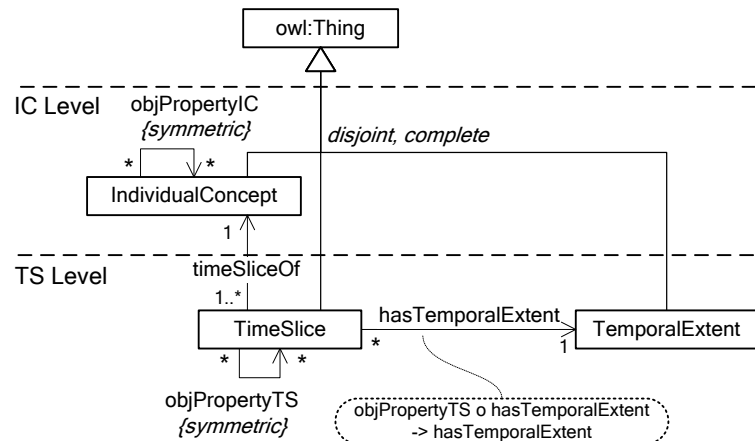 owl:Thing
IC Level
objPropertyIC
{symmetric}
disjoint, complete
* *
IndividualConcept
1
TS Level
timeSliceOf
1..*
hasTemporalExtent
TimeSlice
TemporalExtent
* 1
* *
objPropertyTS
{symmetric}
objPropertyTS o hasTemporalExtent
-> hasTemporalExtent